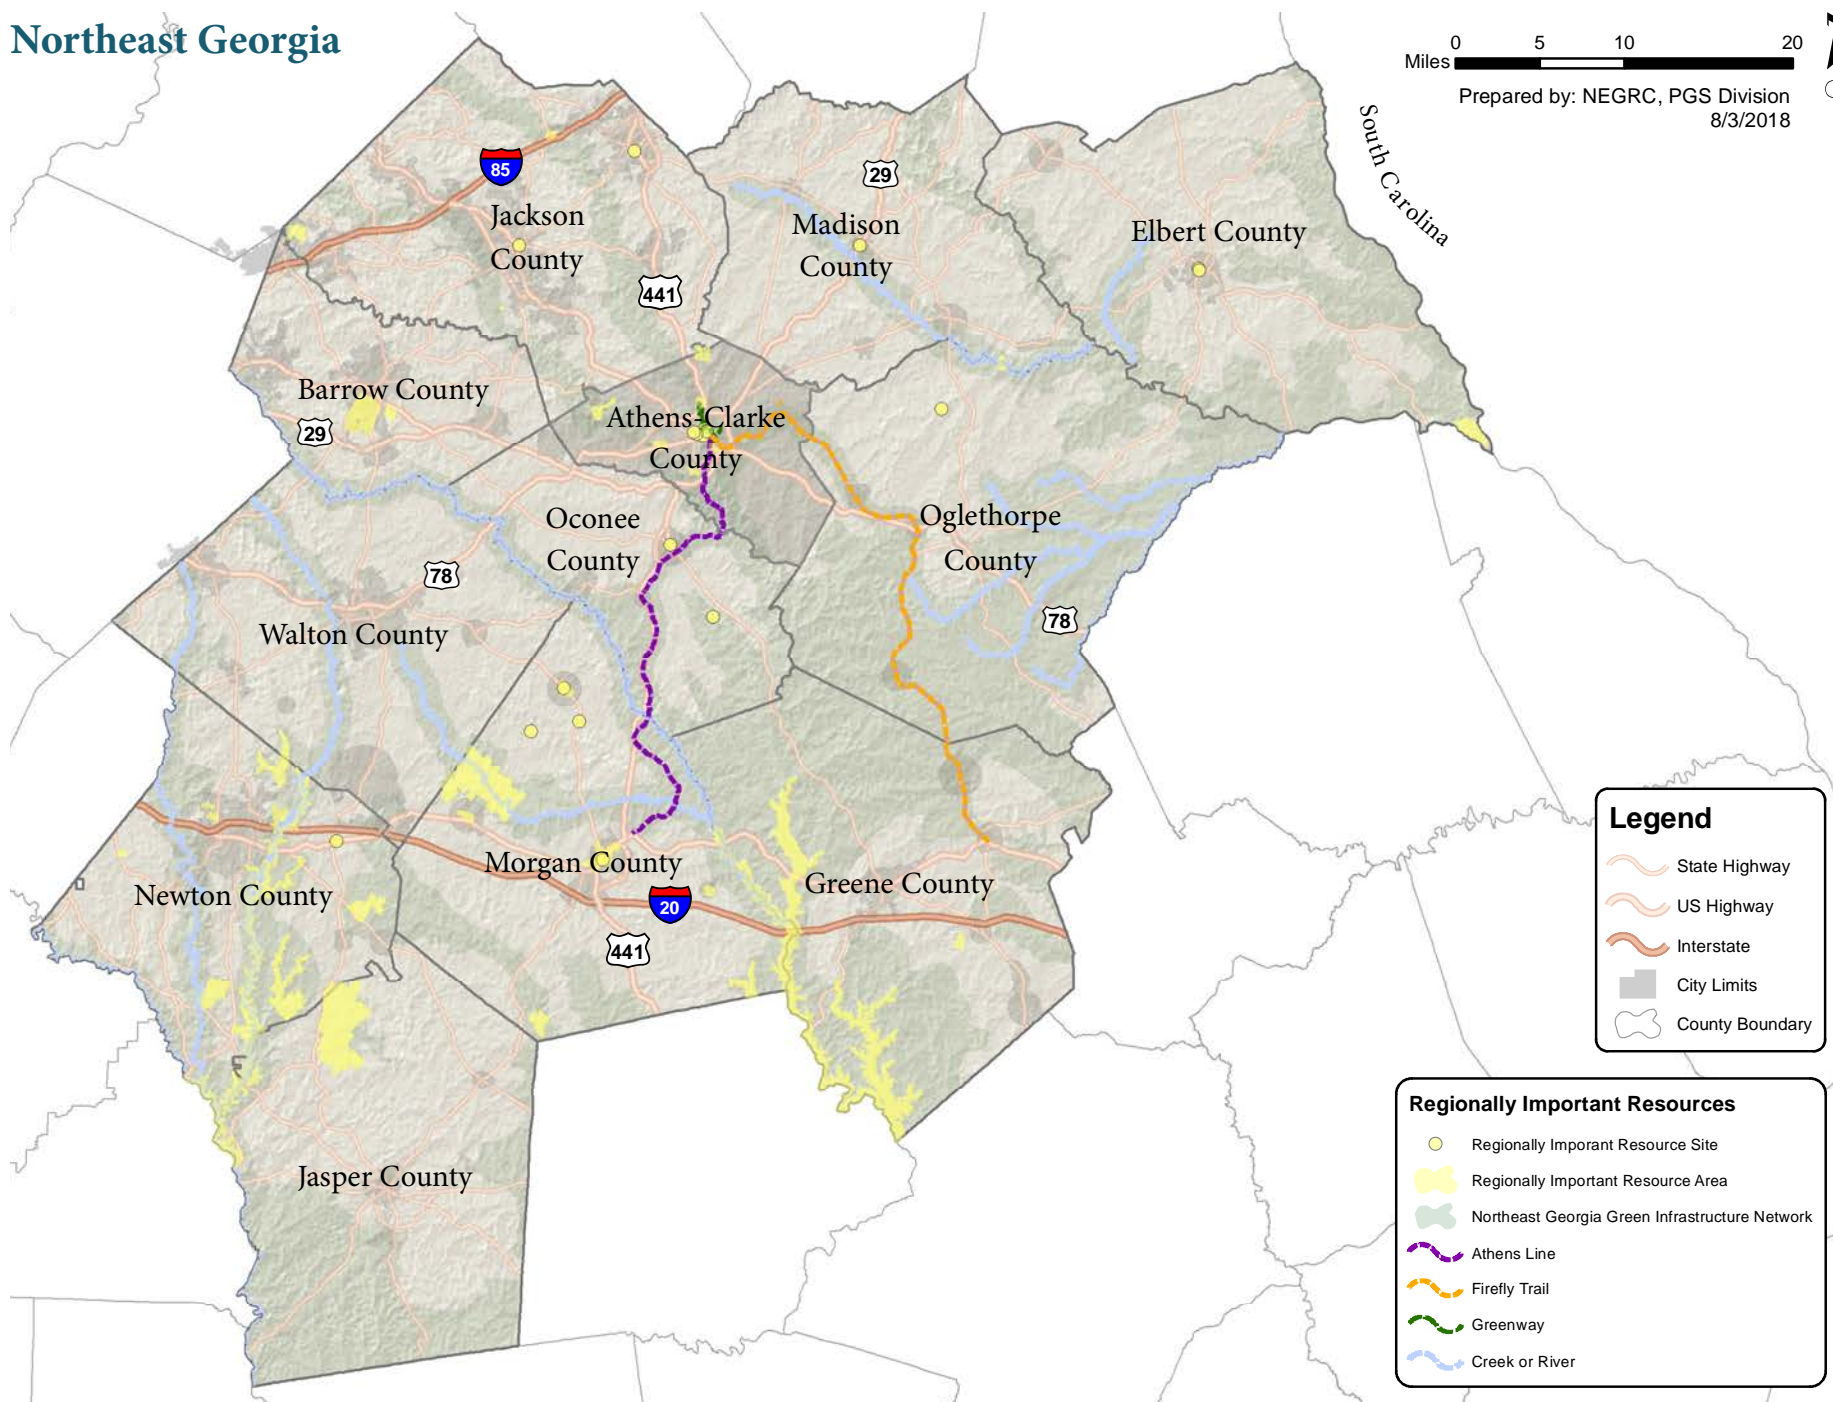 Northeast Georgia
0 5 10 20
Miles
Prepared by: NEGRC, PGS Division
8/3/2018
South Carolina
85
29
Jackson
County
Madison
County
Elbert County
441
Barrow County
29
Athens-Clarke
County
Oconee
County
Oglethorpe
County
78
78
Walton County
Morgan County
Greene County
Newton County
20
441
Jasper County
Legend
State Highway
US Highway
Interstate
City Limits
County Boundary
Regionally Important Resources
Regionally Imporant Resource Site
Regionally Important Resource Area
Northeast Georgia Green Infrastructure Network
Athens Line
Firefly Trail
Greenway
Creek or River